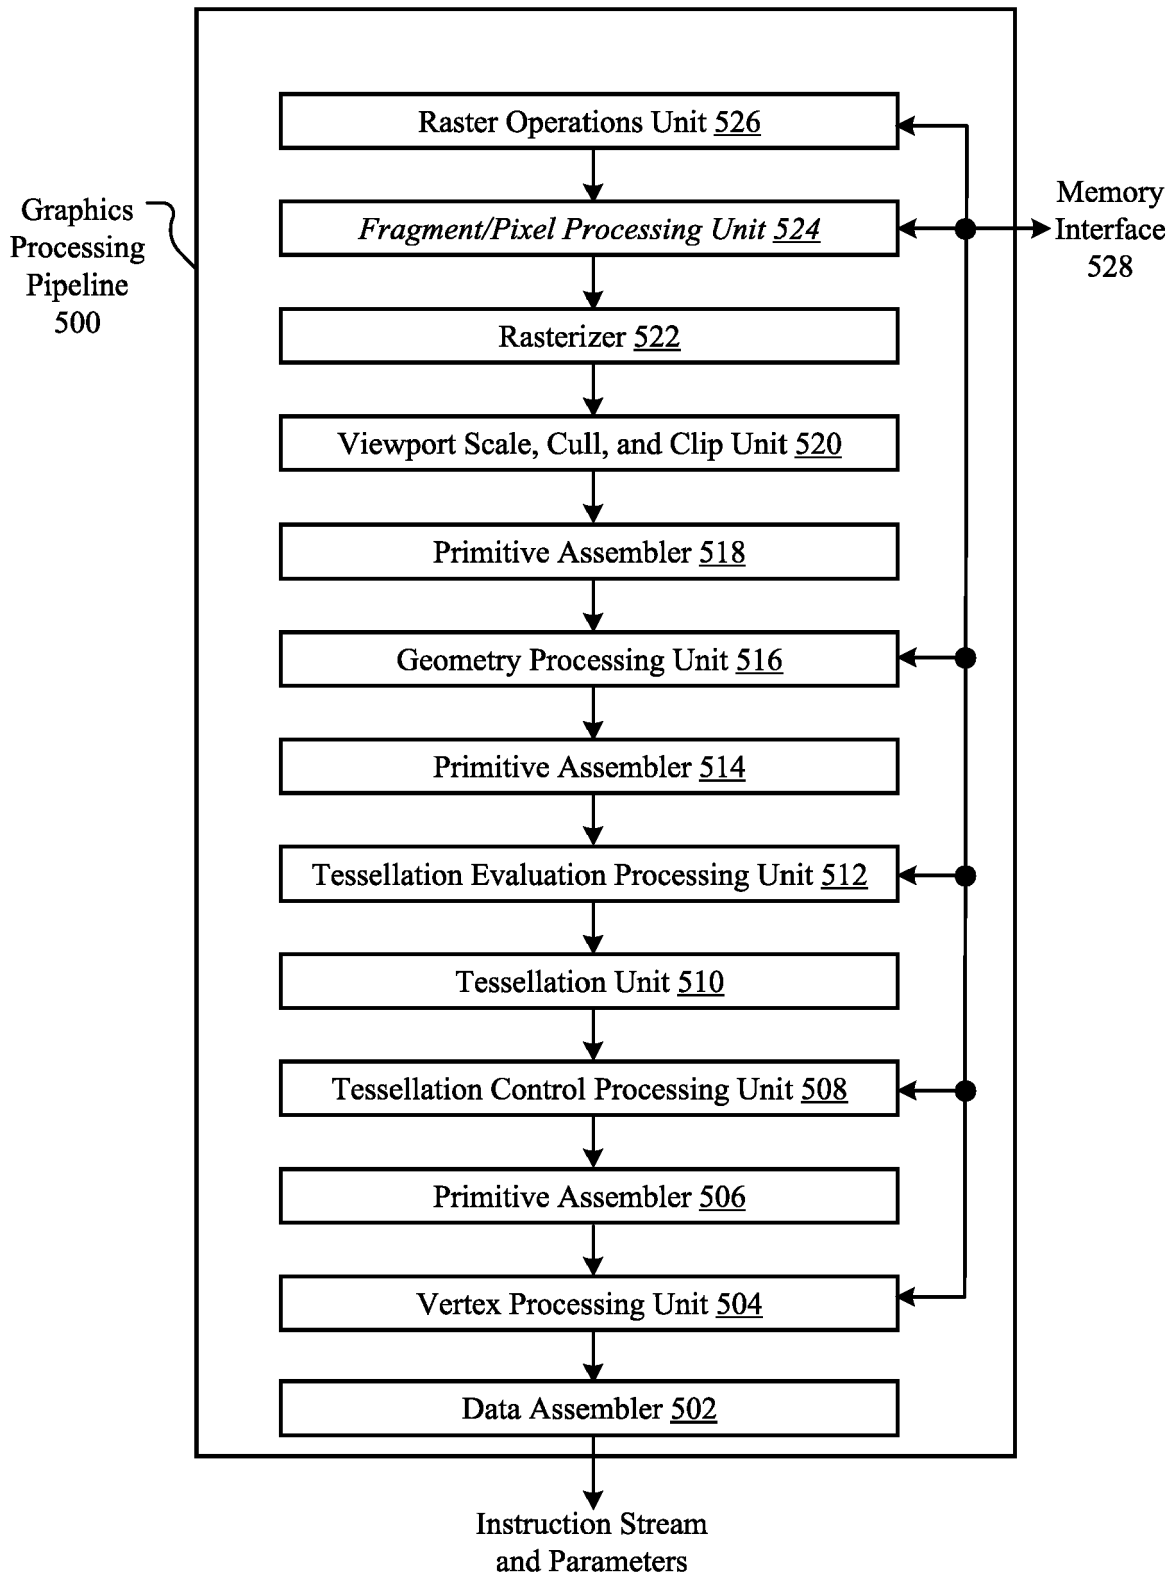 Raster Operations Unit 526
Graphics
Processing
Pipeline
500
Memory
Interface
528
Fragment/Pixel Processing Unit 524
Rasterizer 522
Viewport Scale, Cull, and Clip Unit 520
Primitive Assembler 518
Geometry Processing Unit 516
Primitive Assembler 514
Tessellation Evaluation Processing Unit 512
Tessellation Unit 510
Tessellation Control Processing Unit 508
Primitive Assembler 506
Vertex Processing Unit 504
Data Assembler 502
Instruction Stream
and Parameters